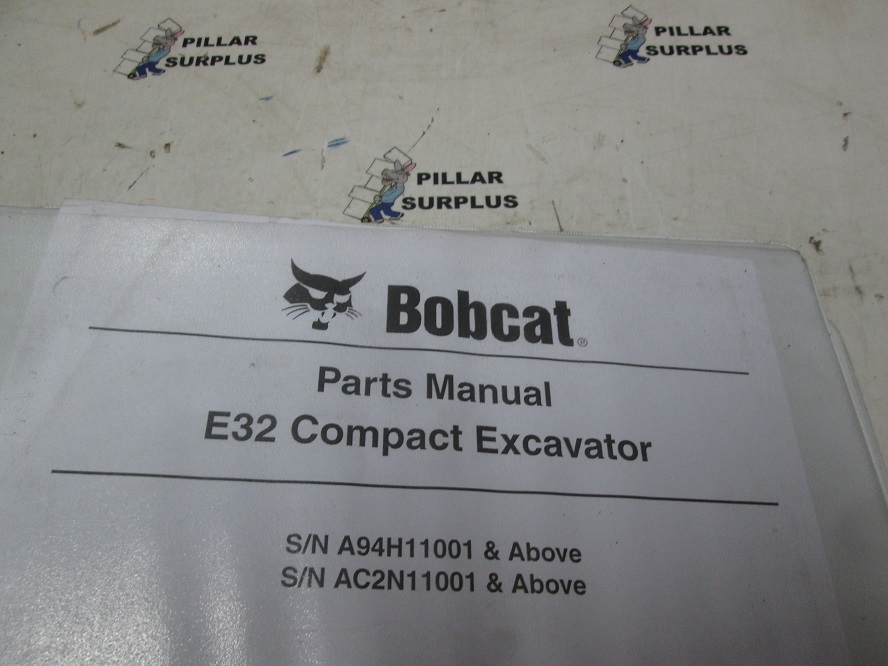 PILLAR
SURPLUS
PILLAR
SURPLUS
PILLAR
SURPLUS
Bobcat®
Parts Manual
E32 Compact Excavator
S/N A94H11001 & Above
S/N AC2N11001 & Above